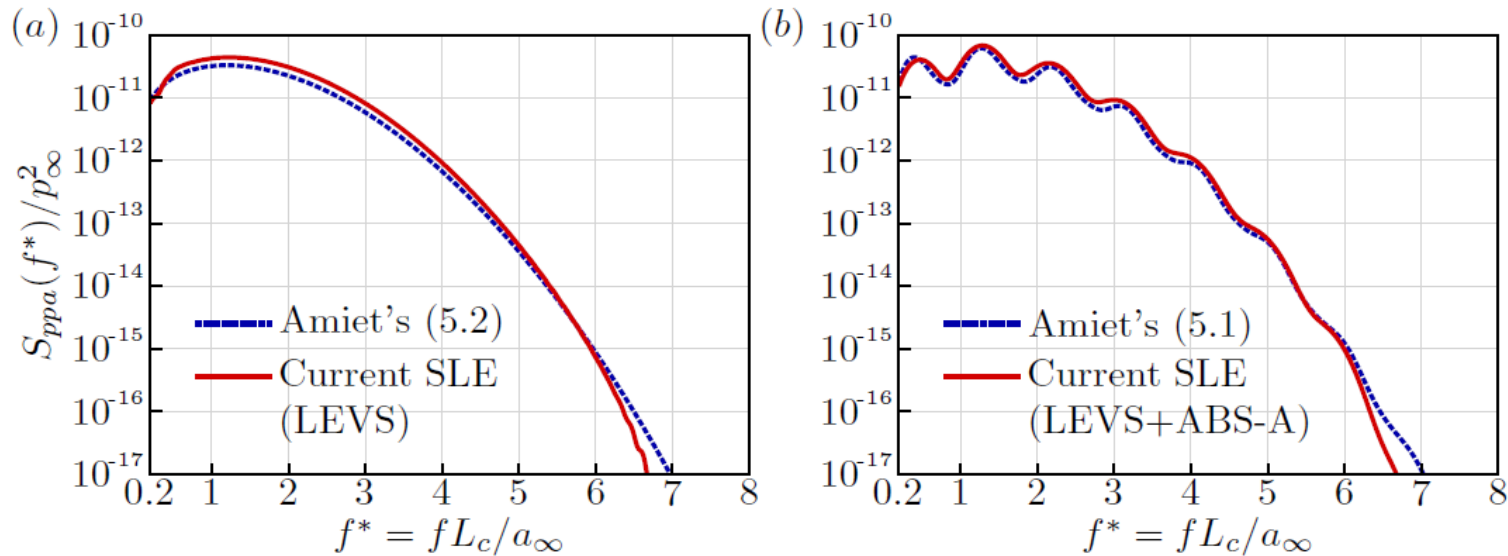 (a)
S_ppa(f*)/p²_∞
10⁻¹⁰
10⁻¹¹
10⁻¹²
10⁻¹³
10⁻¹⁴
10⁻¹⁵
10⁻¹⁶
10⁻¹⁷
Amiet's (5.2)
Current SLE
(LEVS)
0.2 1 2 3 4 5 6 7 8
f* = fL_c/a_∞
(b)
10⁻¹⁰
10⁻¹¹
10⁻¹²
10⁻¹³
10⁻¹⁴
10⁻¹⁵
10⁻¹⁶
10⁻¹⁷
Amiet's (5.1)
Current SLE
(LEVS+ABS-A)
0.2 1 2 3 4 5 6 7 8
f* = fL_c/a_∞